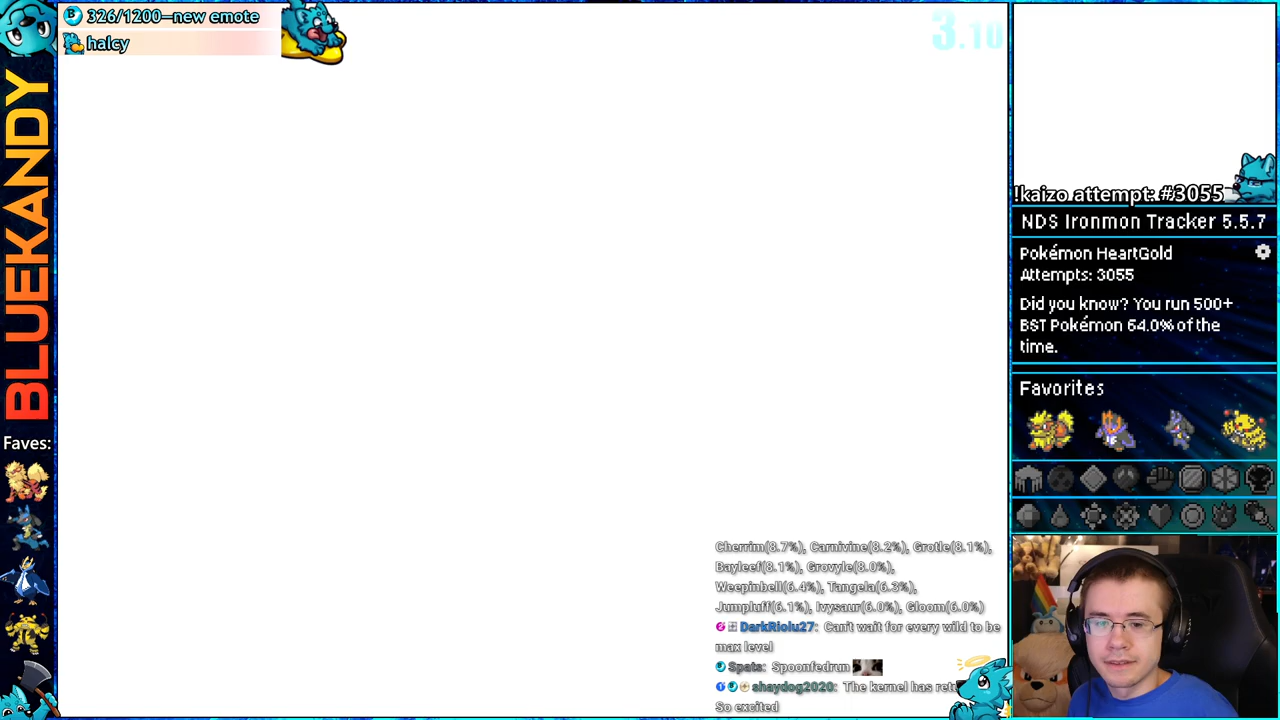 326/1200—new emote
halcy
3.10
BLUEKANDY
Faves:
!kaizo attempt: #3055
NDS Ironmon Tracker 5.5.7
Pokémon HeartGold
Attempts: 3055
Did you know? You run 500+
BST Pokémon 64.0% of the
time.
Favorites
Cherrim(8.7%), Carnivine(8.2%), Grotle(8.1%),
Bayleef(8.1%), Grovyle(8.0%),
Weepinbell(6.4%), Tangela(6.3%),
Jumpluff(6.1%), Ivysaur(6.0%), Gloom(6.0%)
DarkRiolu27: Can't wait for every wild to be
max level
Spats: Spoonfedrun
shaydog2020: The kernel has
So excited